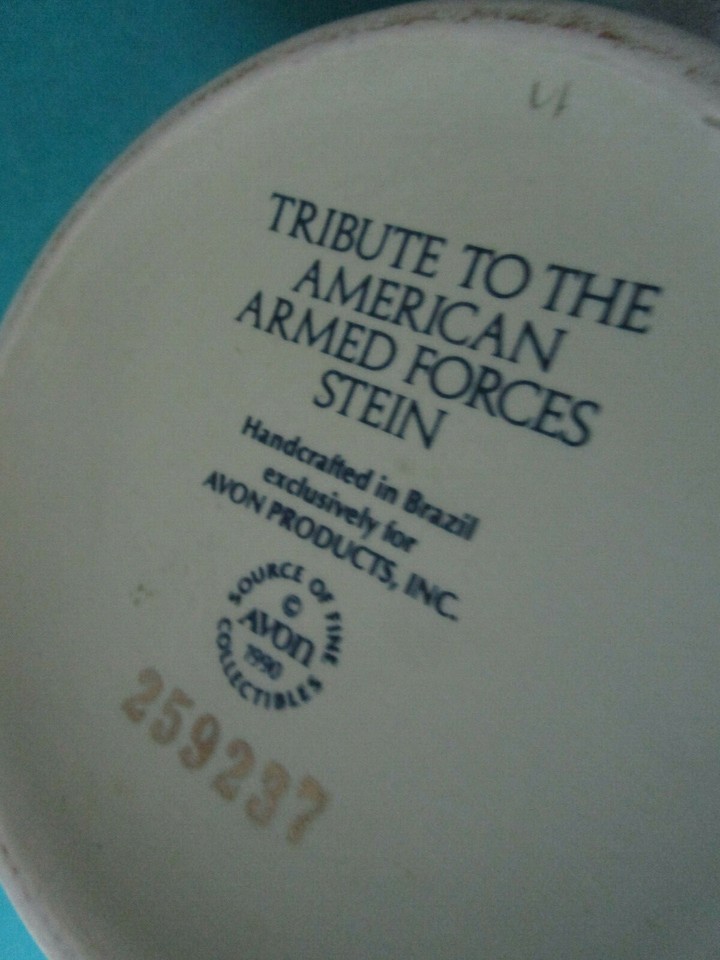 TRIBUTE TO THE
AMERICAN
ARMED FORCES
STEIN
Handcrafted in Brazil
exclusively for
AVON PRODUCTS, INC.
SOURCE OF FINE
©
AVON
1990
COLLECTIBLES
259237